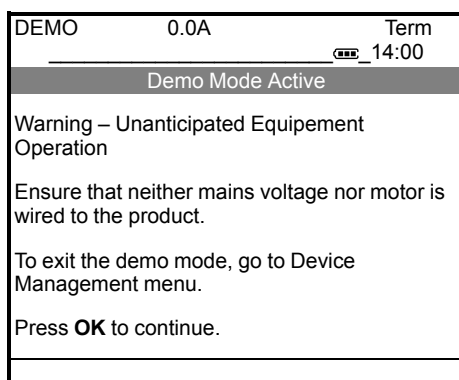 DEMO 0.0A Term
14:00
Demo Mode Active
Warning – Unanticipated Equipement
Operation
Ensure that neither mains voltage nor motor is
wired to the product.
To exit the demo mode, go to Device
Management menu.
Press OK to continue.